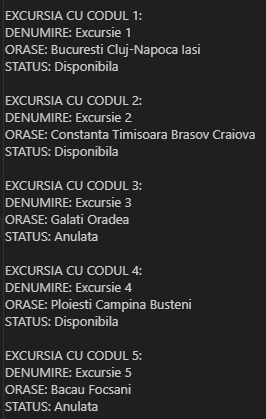 EXCURSIA CU CODUL 1:
DENUMIRE: Excursie 1
ORASE: Bucuresti Cluj-Napoca Iasi
STATUS: Disponibila
EXCURSIA CU CODUL 2:
DENUMIRE: Excursie 2
ORASE: Constanta Timisoara Brasov Craiova
STATUS: Disponibila
EXCURSIA CU CODUL 3:
DENUMIRE: Excursie 3
ORASE: Galati Oradea
STATUS: Anulata
EXCURSIA CU CODUL 4:
DENUMIRE: Excursie 4
ORASE: Ploiesti Campina Busteni
STATUS: Disponibila
EXCURSIA CU CODUL 5:
DENUMIRE: Excursie 5
ORASE: Bacau Focsani
STATUS: Anulata